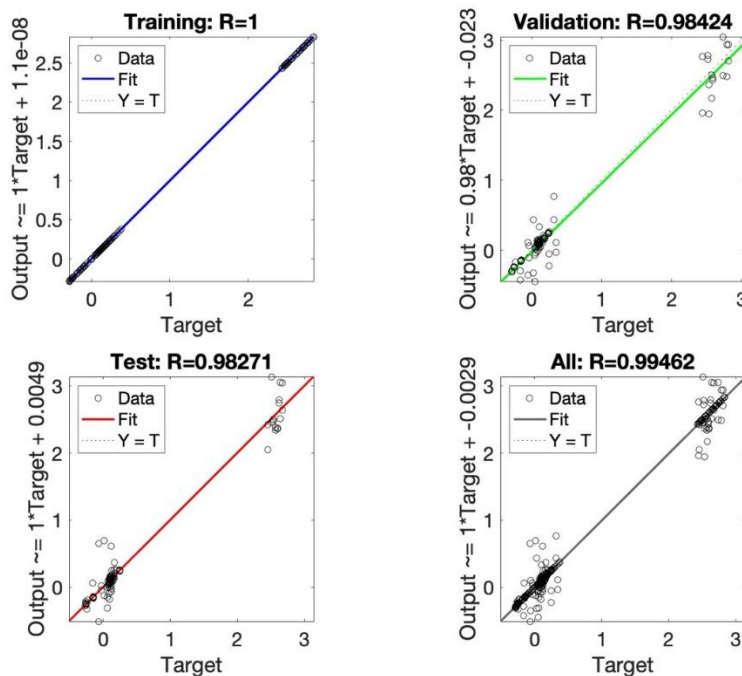 Training: R=1
Output ~= 1*Target + 1.1e-08
2.5
2
1.5
1
0.5
0
Data
Fit
Y = T
0
1
2
Target
Validation: R=0.98424
Output ~= 0.98*Target + -0.023
3
2
1
0
Data
Fit
Y = T
0
1
2
3
Target
Test: R=0.98271
Output ~= 1*Target + 0.0049
3
2
1
0
Data
Fit
Y = T
0
1
2
3
Target
All: R=0.99462
Output ~= 1*Target + -0.0029
3
2
1
0
Data
Fit
Y = T
0
1
2
3
Target